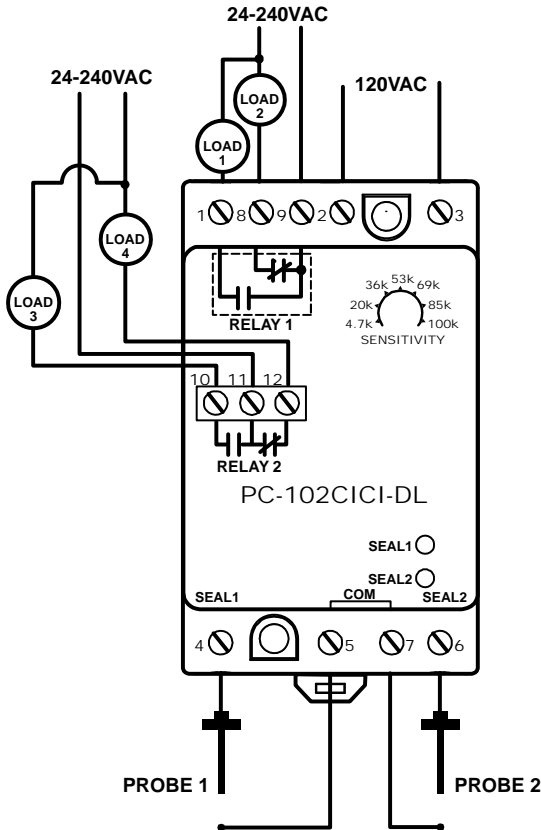 24-240VAC
24-240VAC
120VAC
LOAD
2
LOAD
1
LOAD
4
LOAD
3
1 8 9 2 3
RELAY 1
53k
36k 69k
20k 85k
4.7k 100k
SENSITIVITY
10 11 12
RELAY 2
PC-102CICI-DL
SEAL1
SEAL2
SEAL1 COM SEAL2
4 5 7 6
PROBE 1 PROBE 2